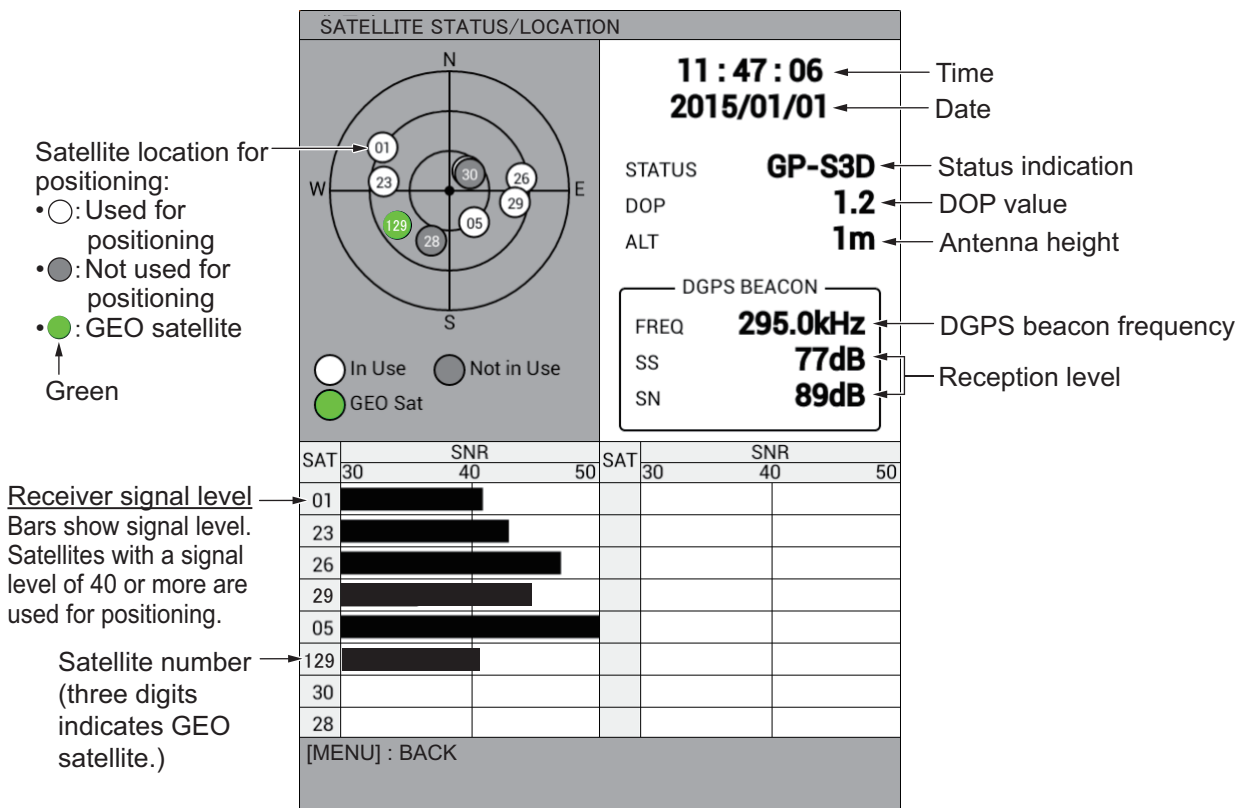 SATELLITE STATUS/LOCATION
N
W
E
S
01
23
30
26
29
05
28
129
In Use
Not in Use
GEO Sat
Satellite location for
positioning:
•○: Used for
positioning
•●: Not used for
positioning
•●: GEO satellite
Green
11 : 47 : 06
Time
2015/01/01
Date
STATUS GP-S3D
Status indication
DOP 1.2
DOP value
ALT 1m
Antenna height
DGPS BEACON
FREQ 295.0kHz
DGPS beacon frequency
SS 77dB
SN 89dB
Reception level
SAT SNR SAT SNR
30 40 50 30 40 50
01
23
26
29
05
129
30
28
Receiver signal level
Bars show signal level.
Satellites with a signal
level of 40 or more are
used for positioning.
Satellite number
(three digits
indicates GEO
satellite.)
[MENU] : BACK